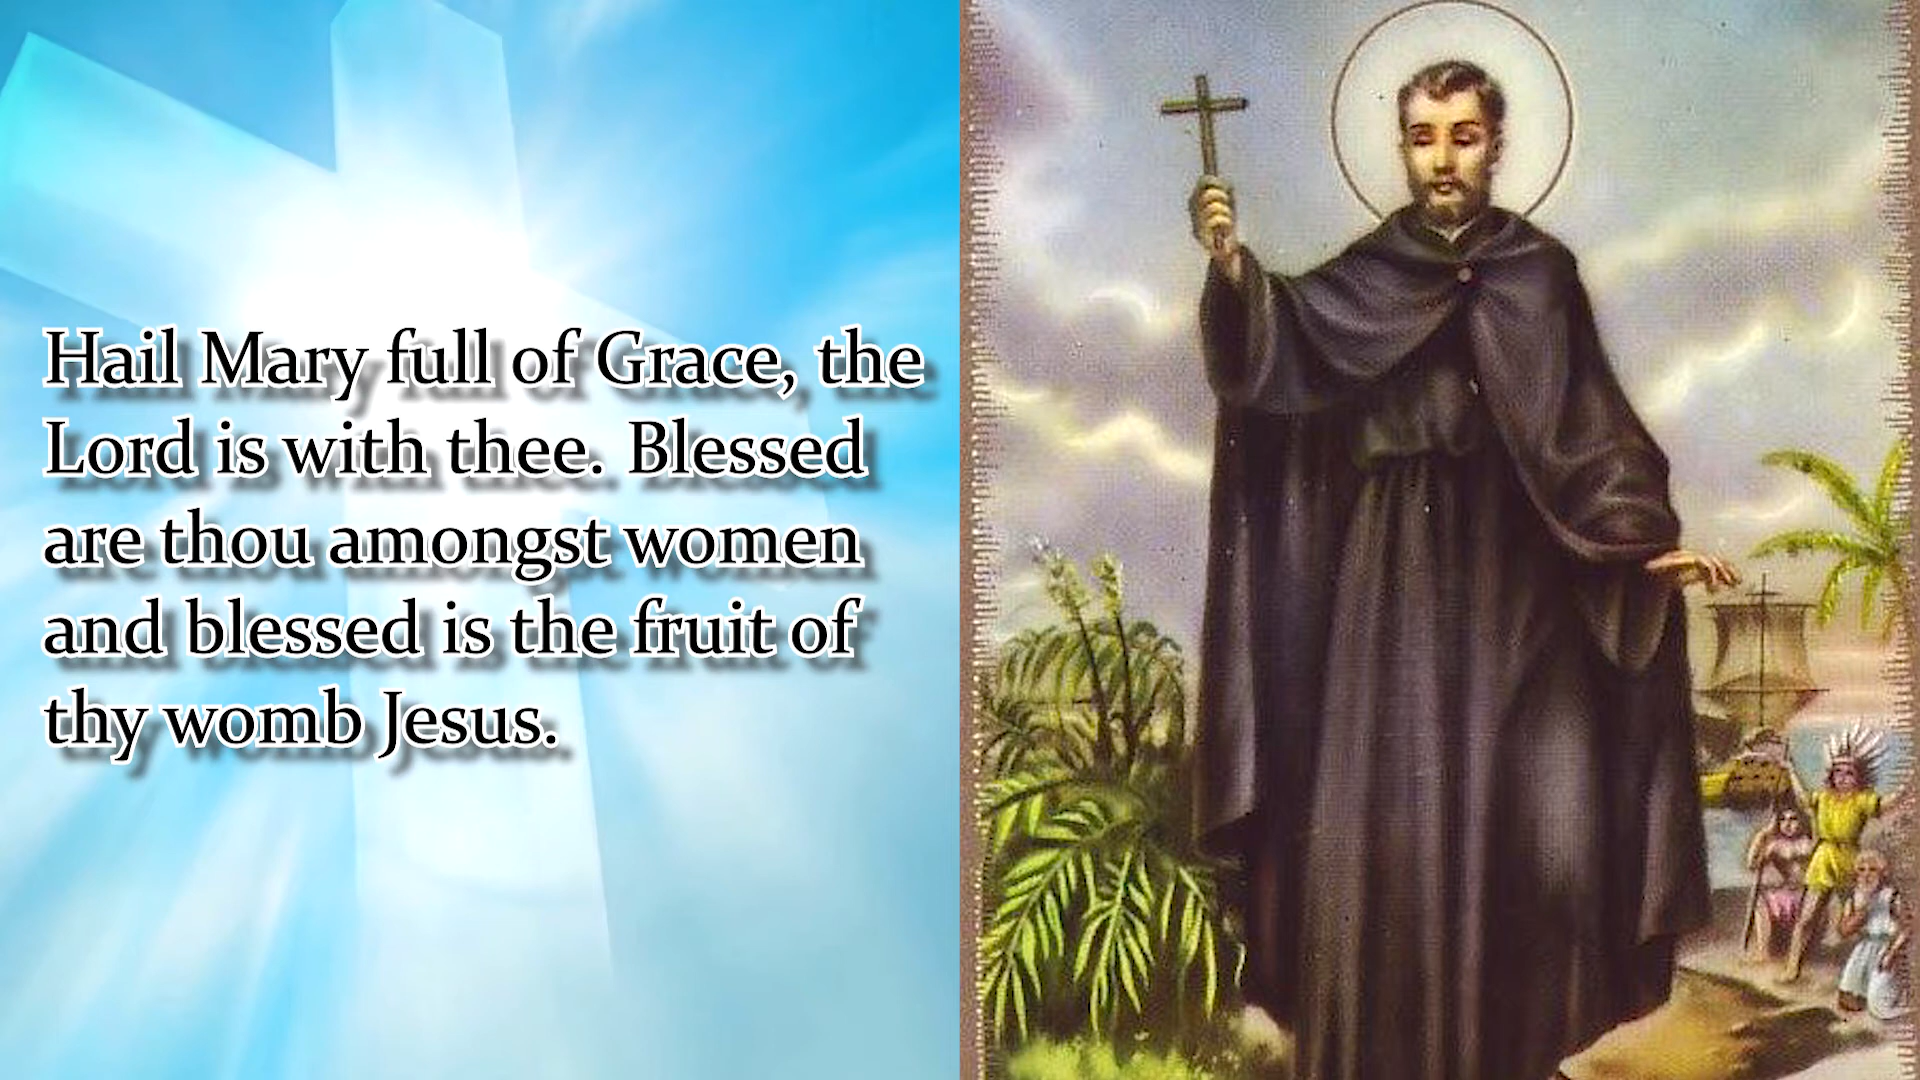 Hail Mary full of Grace, the
Lord is with thee. Blessed
are thou amongst women
and blessed is the fruit of
thy womb Jesus.